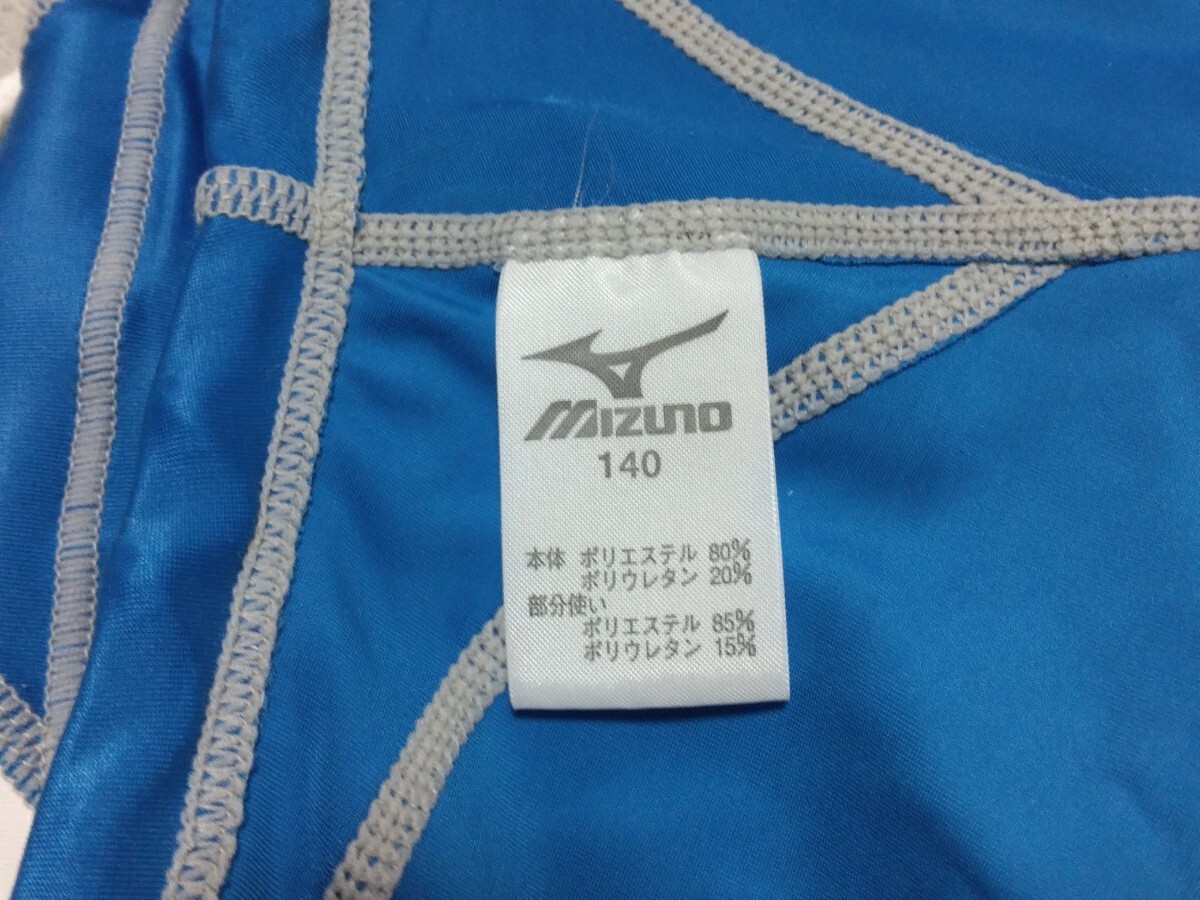 MIZUNO
140
本体 ポリエステル 80%
ポリウレタン 20%
部分使い
ポリエステル 85%
ポリウレタン 15%